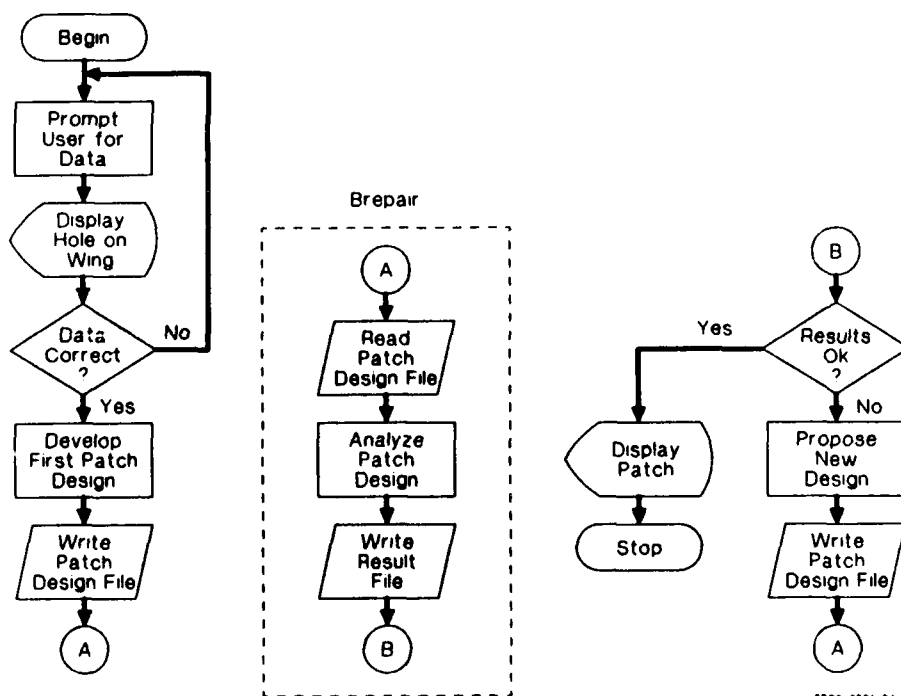 Begin
Prompt
User for
Data
Display
Hole on
Wing
Data
Correct
?
No
Yes
Develop
First Patch
Design
Write
Patch
Design File
A
Brepair
A
Read
Patch
Design File
Analyze
Patch
Design
Write
Result
File
B
B
Results
Ok
?
Yes
No
Display
Patch
Stop
Propose
New
Design
Write
Patch
Design File
A